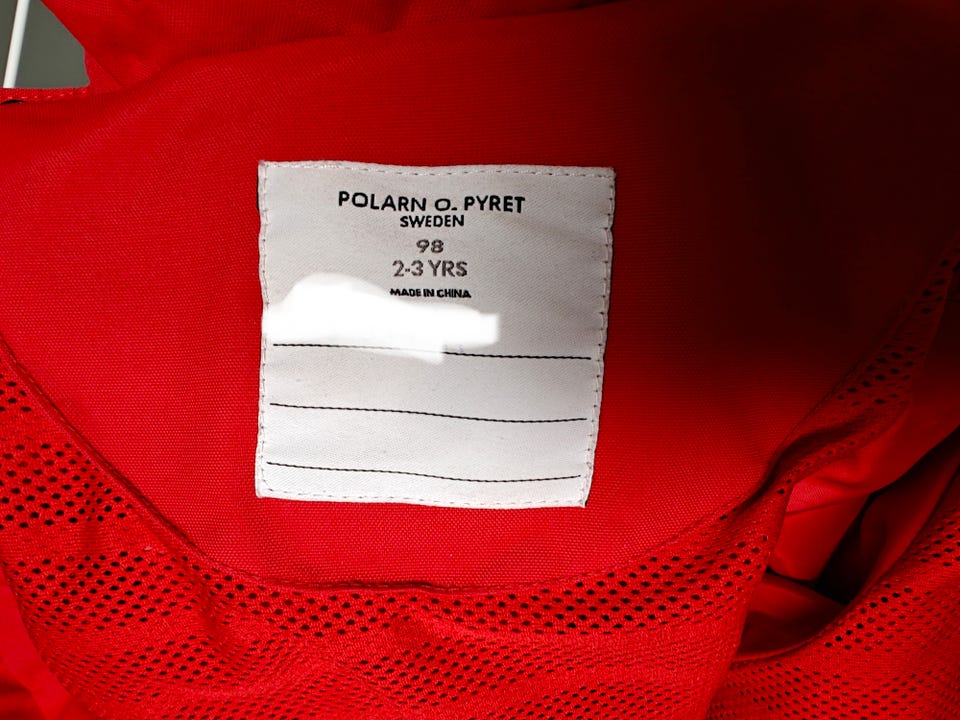 POLARN O. PYRET
SWEDEN
98
2-3 YRS
MADE IN CHINA